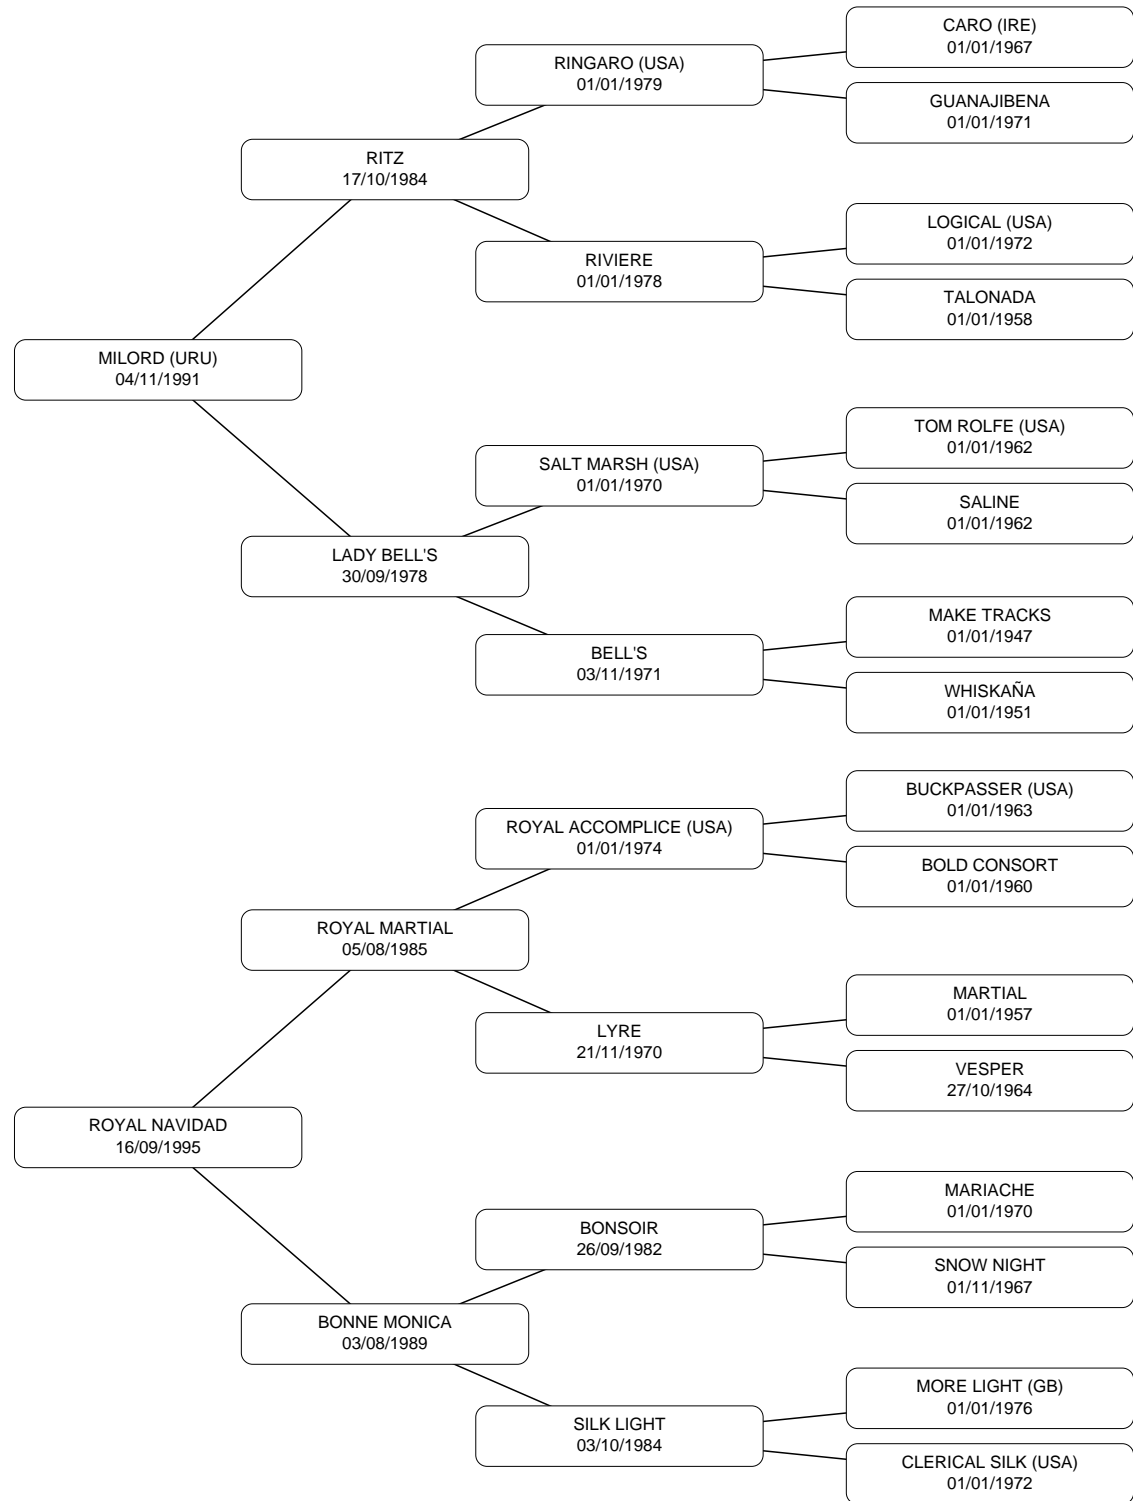 CARO (IRE)
01/01/1967
RINGARO (USA)
01/01/1979
GUANAJIBENA
01/01/1971
RITZ
17/10/1984
LOGICAL (USA)
01/01/1972
RIVIERE
01/01/1978
TALONADA
01/01/1958
MILORD (URU)
04/11/1991
TOM ROLFE (USA)
01/01/1962
SALT MARSH (USA)
01/01/1970
SALINE
01/01/1962
LADY BELL'S
30/09/1978
MAKE TRACKS
01/01/1947
BELL'S
03/11/1971
WHISKAÑA
01/01/1951
BUCKPASSER (USA)
01/01/1963
ROYAL ACCOMPLICE (USA)
01/01/1974
BOLD CONSORT
01/01/1960
ROYAL MARTIAL
05/08/1985
MARTIAL
01/01/1957
LYRE
21/11/1970
VESPER
27/10/1964
ROYAL NAVIDAD
16/09/1995
MARIACHE
01/01/1970
BONSOIR
26/09/1982
SNOW NIGHT
01/11/1967
BONNE MONICA
03/08/1989
MORE LIGHT (GB)
01/01/1976
SILK LIGHT
03/10/1984
CLERICAL SILK (USA)
01/01/1972